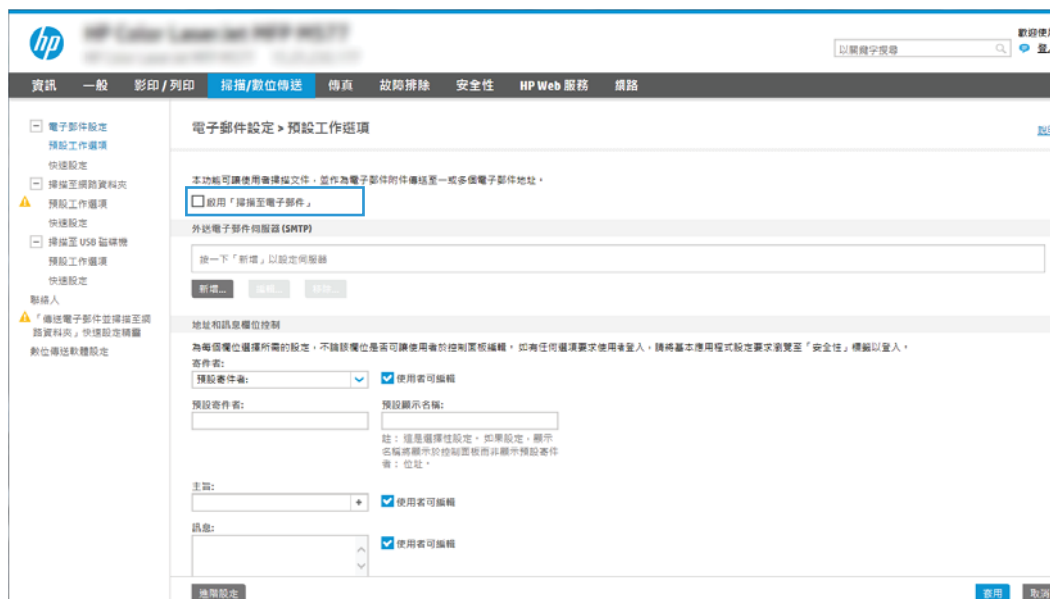 hp
HP Color LaserJet MFP M577
歡迎使用
以關鍵字搜尋
登
資訊 一般 影印 / 列印 掃描/數位傳送 傳真 故障排除 安全性 HP Web 服務 網路
電子郵件設定
預設工作選項
快速設定
掃描至網路資料夾
預設工作選項
快速設定
掃描至 USB 磁碟機
預設工作選項
快速設定
聯絡人
「傳送電子郵件並掃描至網
路資料夾」快速設定精靈
數位傳送軟體設定
電子郵件設定 > 預設工作選項
說
本功能可讓使用者掃描文件，並作為電子郵件附件傳送至一或多個電子郵件地址。
啟用「掃描至電子郵件」
外送電子郵件伺服器 (SMTP)
按一下「新增」以設定伺服器
新增... 編輯... 移除...
地址和訊息欄位控制
為每個欄位選擇所需的設定，不論該欄位是否可讓使用者於控制面板編輯。 如有任何選項要求使用者登入，請將基本應用程式設定要求瀏覽至「安全性」標籤以登入。
寄件者:
預設寄件者: 使用者可編輯
預設寄件者: 預設顯示名稱:
註： 這是選擇性設定。 如果設定，顯示
名稱將顯示於控制面板而非顯示預設寄件
者： 位址。
主旨:
使用者可編輯
訊息:
使用者可編輯
進階設定 套用 取消